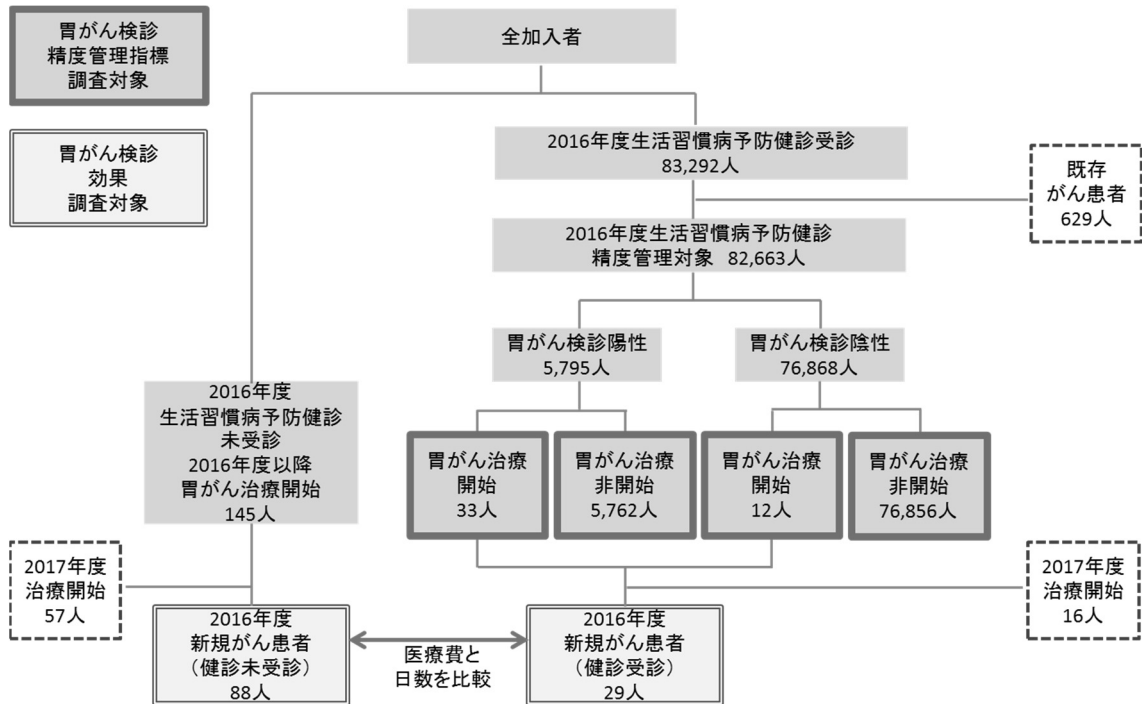 胃がん検診
精度管理指標
調査対象
全加入者
胃がん検診
効果
調査対象
2016年度生活習慣病予防健診受診
83,292人
既存
がん患者
629人
2016年度生活習慣病予防健診
精度管理対象 82,663人
胃がん検診陽性
5,795人
胃がん検診陰性
76,868人
2016年度
生活習慣病予防健診
未受診
2016年度以降
胃がん治療開始
145人
胃がん治療
開始
33人
胃がん治療
非開始
5,762人
胃がん治療
開始
12人
胃がん治療
非開始
76,856人
2017年度
治療開始
57人
2017年度
治療開始
16人
2016年度
新規がん患者
（健診未受診）
88人
医療費と
日数を比較
2016年度
新規がん患者
（健診受診）
29人